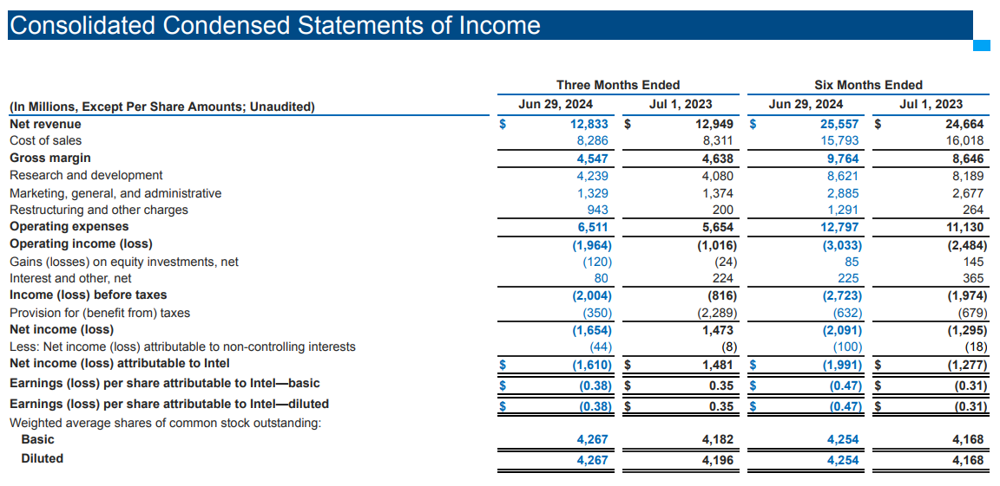 Consolidated Condensed Statements of Income
Three Months Ended Six Months Ended
(In Millions, Except Per Share Amounts; Unaudited) Jun 29, 2024 Jul 1, 2023 Jun 29, 2024 Jul 1, 2023
Net revenue $ 12,833 $ 12,949 $ 25,557 $ 24,664
Cost of sales 8,286 8,311 15,793 16,018
Gross margin 4,547 4,638 9,764 8,646
Research and development 4,239 4,080 8,621 8,189
Marketing, general, and administrative 1,329 1,374 2,885 2,677
Restructuring and other charges 943 200 1,291 264
Operating expenses 6,511 5,654 12,797 11,130
Operating income (loss) (1,964) (1,016) (3,033) (2,484)
Gains (losses) on equity investments, net (120) (24) 85 145
Interest and other, net 80 224 225 365
Income (loss) before taxes (2,004) (816) (2,723) (1,974)
Provision for (benefit from) taxes (350) (2,289) (632) (679)
Net income (loss) (1,654) 1,473 (2,091) (1,295)
Less: Net income (loss) attributable to non-controlling interests (44) (8) (100) (18)
Net income (loss) attributable to Intel $ (1,610) $ 1,481 $ (1,991) $ (1,277)
Earnings (loss) per share attributable to Intel—basic $ (0.38) $ 0.35 $ (0.47) $ (0.31)
Earnings (loss) per share attributable to Intel—diluted $ (0.38) $ 0.35 $ (0.47) $ (0.31)
Weighted average shares of common stock outstanding:
Basic 4,267 4,182 4,254 4,168
Diluted 4,267 4,196 4,254 4,168